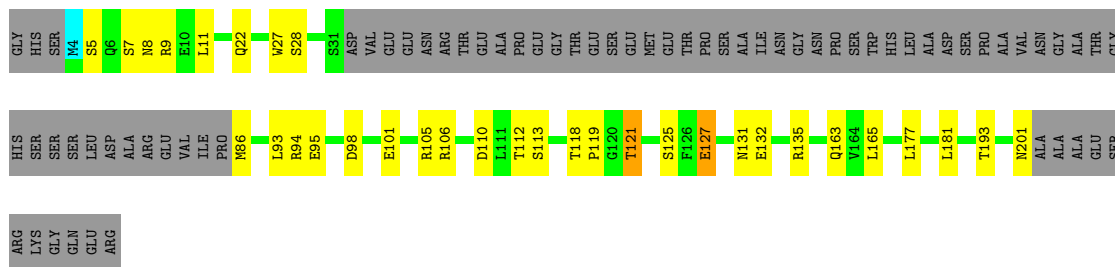 GLY HIS SER M4 S5 Q6 S7 N8 R9 E10 L11 Q22 W27 S28 S31 ASP VAL GLU GLU ASN ARG THR GLU ALA PRO GLU GLY THR GLU SER GLU MET GLU THR PRO SER ALA ILE ASN GLY ASN PRO SER TRP HIS LEU ALA ASP SER PRO ALA VAL ASN GLY ALA THR GLY
HIS SER SER SER LEU ASP ALA ARG GLU VAL ILE PRO M86 L93 R94 E95 D98 E101 R105 R106 D110 L111 T112 S113 T118 P119 G120 T121 S125 F126 E127 N131 E132 R135 Q163 V164 L165 L177 L181 T193 N201 ALA ALA ALA GLU SER
ARG LYS GLY GLN GLU ARG